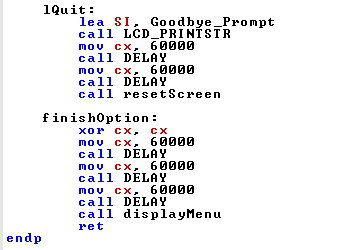 lQuit:
lea SI, Goodbye_Prompt
call LCD_PRINTSTR
mov cx, 60000
call DELAY
mov cx, 60000
call DELAY
call resetScreen
finishOption:
xor cx, cx
mov cx, 60000
call DELAY
mov cx, 60000
call DELAY
mov cx, 60000
call DELAY
call displayMenu
ret
endp